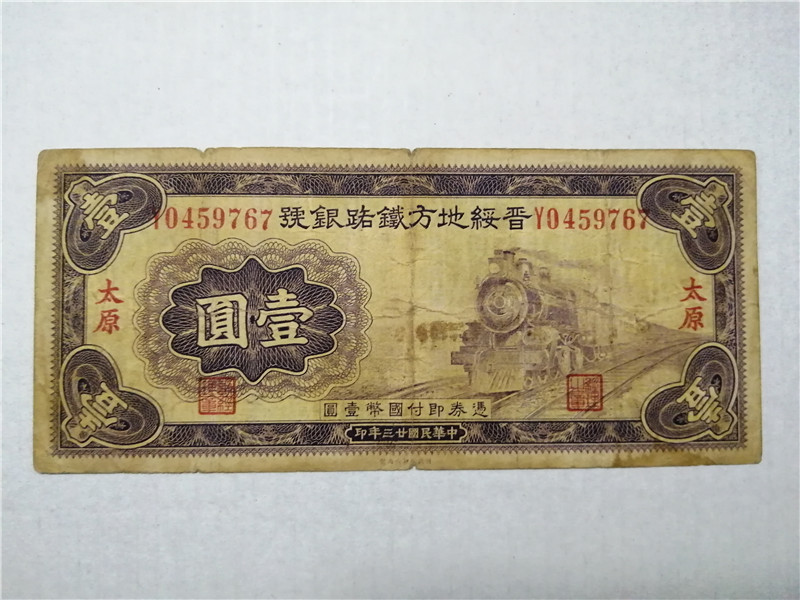 晋綏地方鐵路銀號
Y0459767
Y0459767
壹
壹
太原
太原
壹圓
憑券即付國幣壹圓
中華民國廿三年印
壹
壹